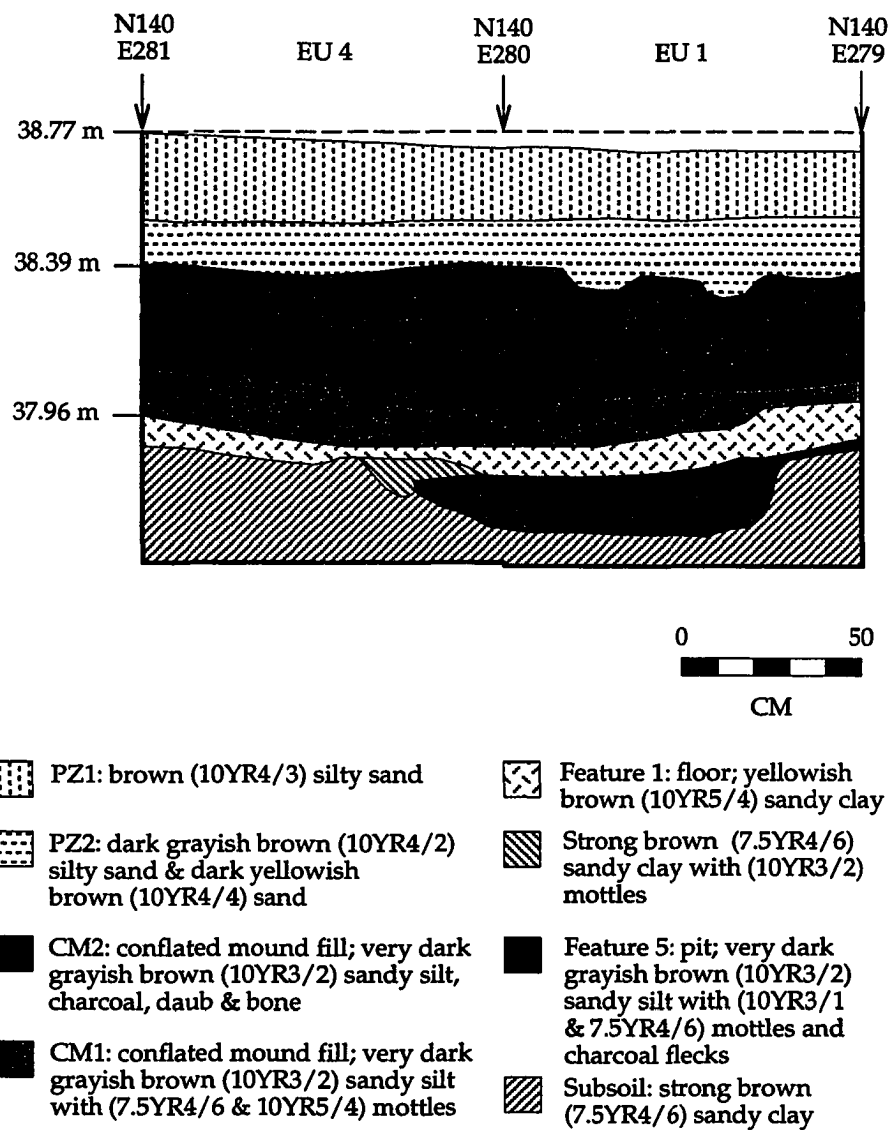 N140 N140 N140
E281 EU 4 E280 EU 1 E279
38.77 m
38.39 m
37.96 m
0 50
CM
PZ1: brown (10YR4/3) silty sand
PZ2: dark grayish brown (10YR4/2)
silty sand & dark yellowish
brown (10YR4/4) sand
CM2: conflated mound fill; very dark
grayish brown (10YR3/2) sandy silt,
charcoal, daub & bone
CM1: conflated mound fill; very dark
grayish brown (10YR3/2) sandy silt
with (7.5YR4/6 & 10YR5/4) mottles
Feature 1: floor; yellowish
brown (10YR5/4) sandy clay
Strong brown (7.5YR4/6)
sandy clay with (10YR3/2)
mottles
Feature 5: pit; very dark
grayish brown (10YR3/2)
sandy silt with (10YR3/1
& 7.5YR4/6) mottles and
charcoal flecks
Subsoil: strong brown
(7.5YR4/6) sandy clay